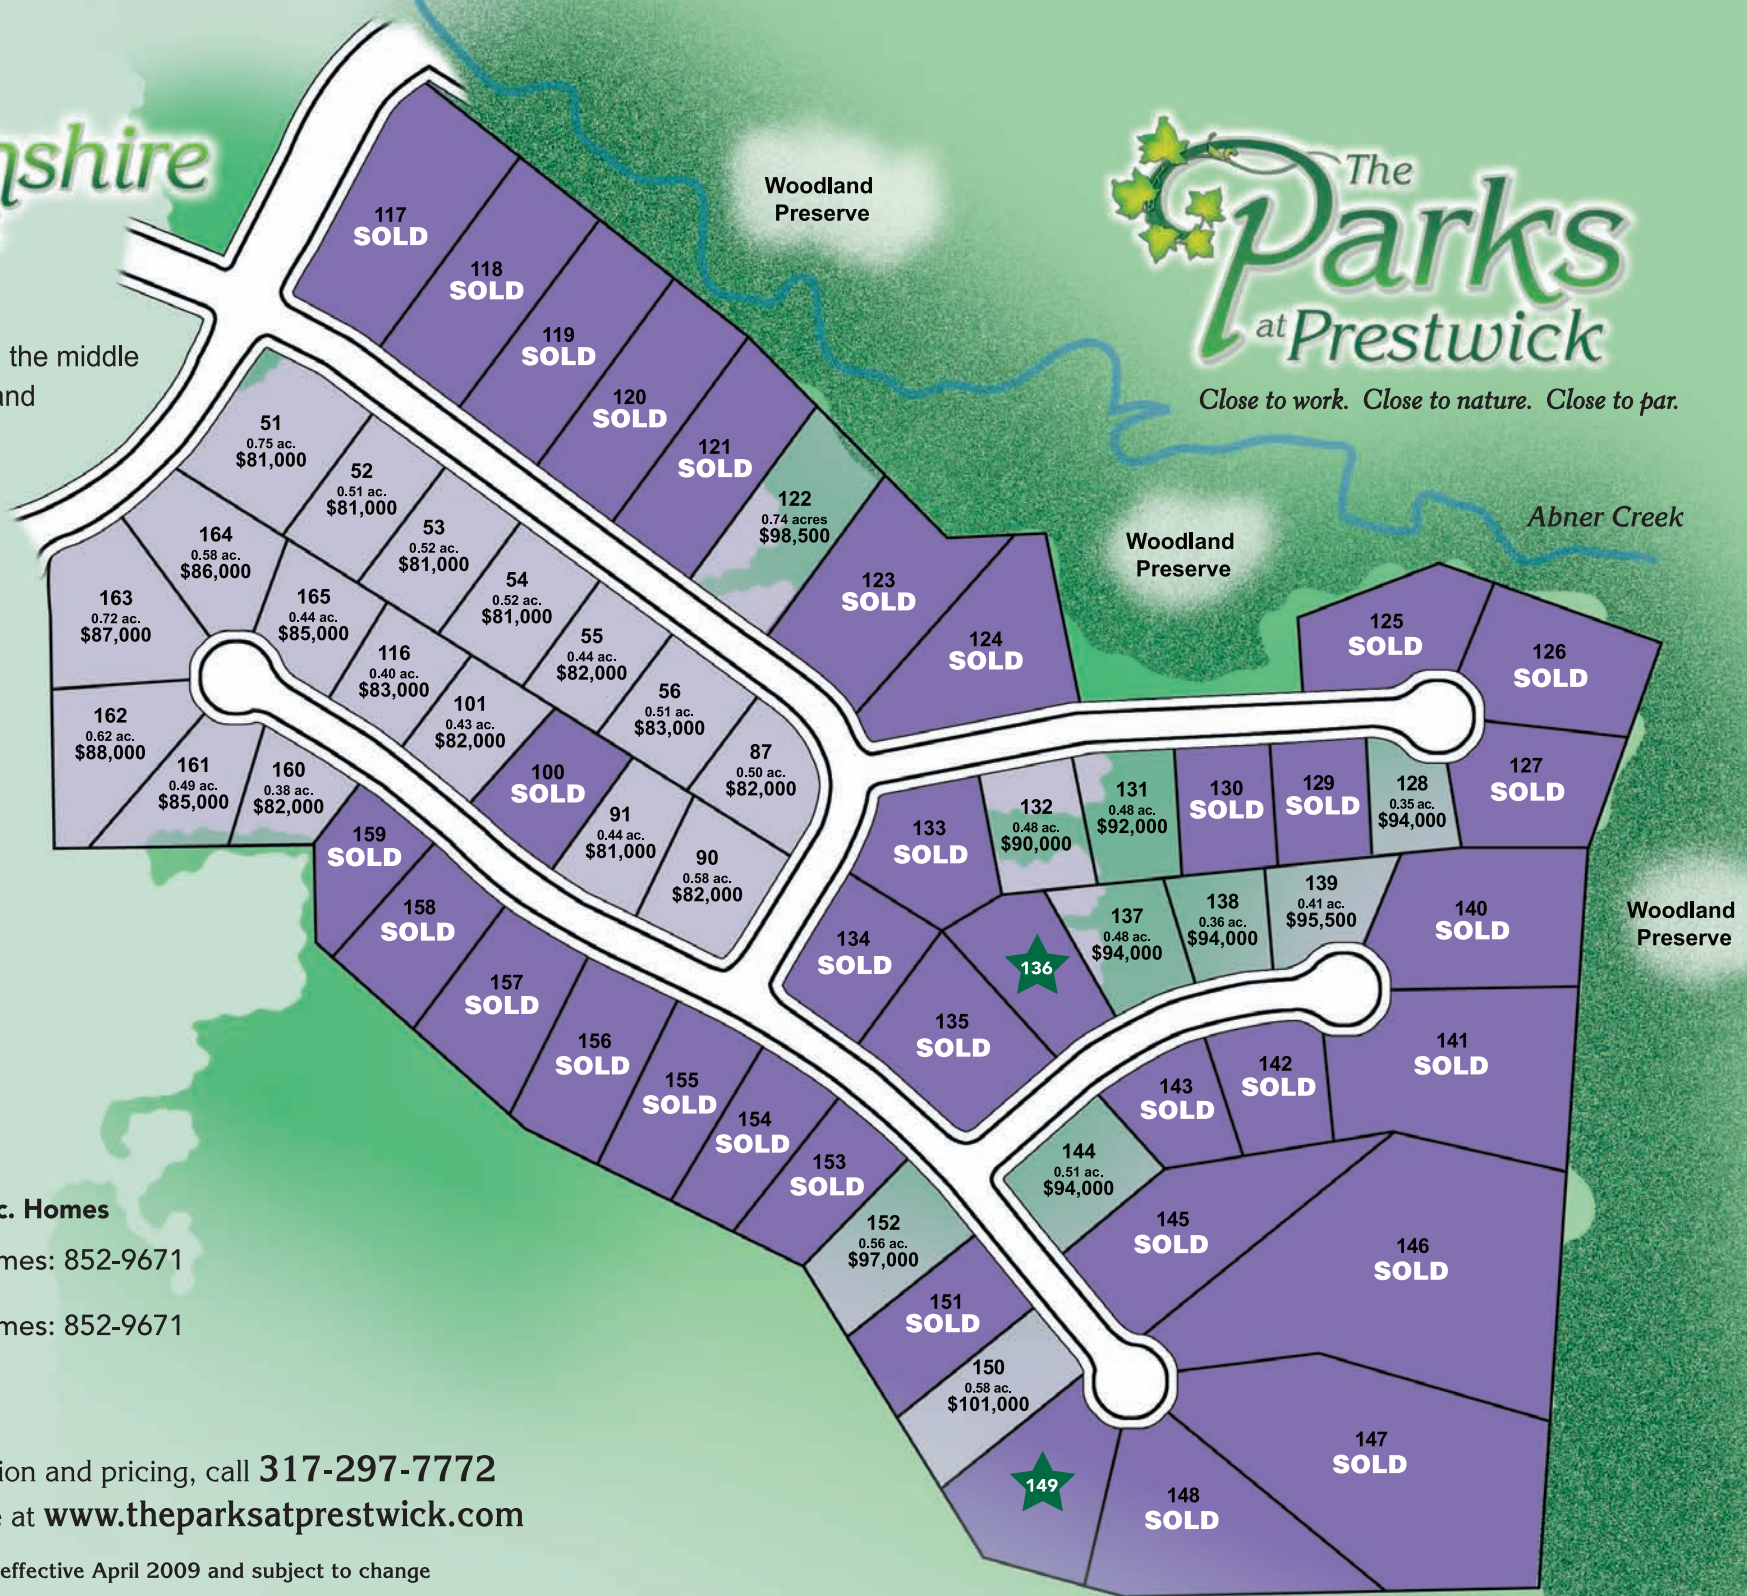 shire
The
Parks
at Prestwick
Close to work. Close to nature. Close to par.
Woodland
Preserve
Abner Creek
Woodland
Preserve
Woodland
Preserve
the middle
and
117
SOLD
118
SOLD
119
SOLD
120
SOLD
121
SOLD
122
0.74 acres
$98,500
123
SOLD
124
SOLD
125
SOLD
126
SOLD
127
SOLD
128
0.35 ac.
$94,000
129
SOLD
130
SOLD
131
0.48 ac.
$92,000
132
0.48 ac.
$90,000
133
SOLD
134
SOLD
135
SOLD
136
137
0.48 ac.
$94,000
138
0.36 ac.
$94,000
139
0.41 ac.
$95,500
140
SOLD
141
SOLD
142
SOLD
143
SOLD
144
0.51 ac.
$94,000
145
SOLD
146
SOLD
147
SOLD
148
SOLD
149
150
0.58 ac.
$101,000
151
SOLD
152
0.56 ac.
$97,000
153
SOLD
154
SOLD
155
SOLD
156
SOLD
157
SOLD
158
SOLD
159
SOLD
160
0.38 ac.
$82,000
161
0.49 ac.
$85,000
162
0.62 ac.
$88,000
163
0.72 ac.
$87,000
164
0.58 ac.
$86,000
165
0.44 ac.
$85,000
116
0.40 ac.
$83,000
101
0.43 ac.
$82,000
100
SOLD
91
0.44 ac.
$81,000
90
0.58 ac.
$82,000
87
0.50 ac.
$82,000
56
0.51 ac.
$83,000
55
0.44 ac.
$82,000
54
0.52 ac.
$81,000
53
0.52 ac.
$81,000
52
0.51 ac.
$81,000
51
0.75 ac.
$81,000
c. Homes
mes: 852-9671
mes: 852-9671
ion and pricing, call 317-297-7772
e at www.theparksatprestwick.com
effective April 2009 and subject to change